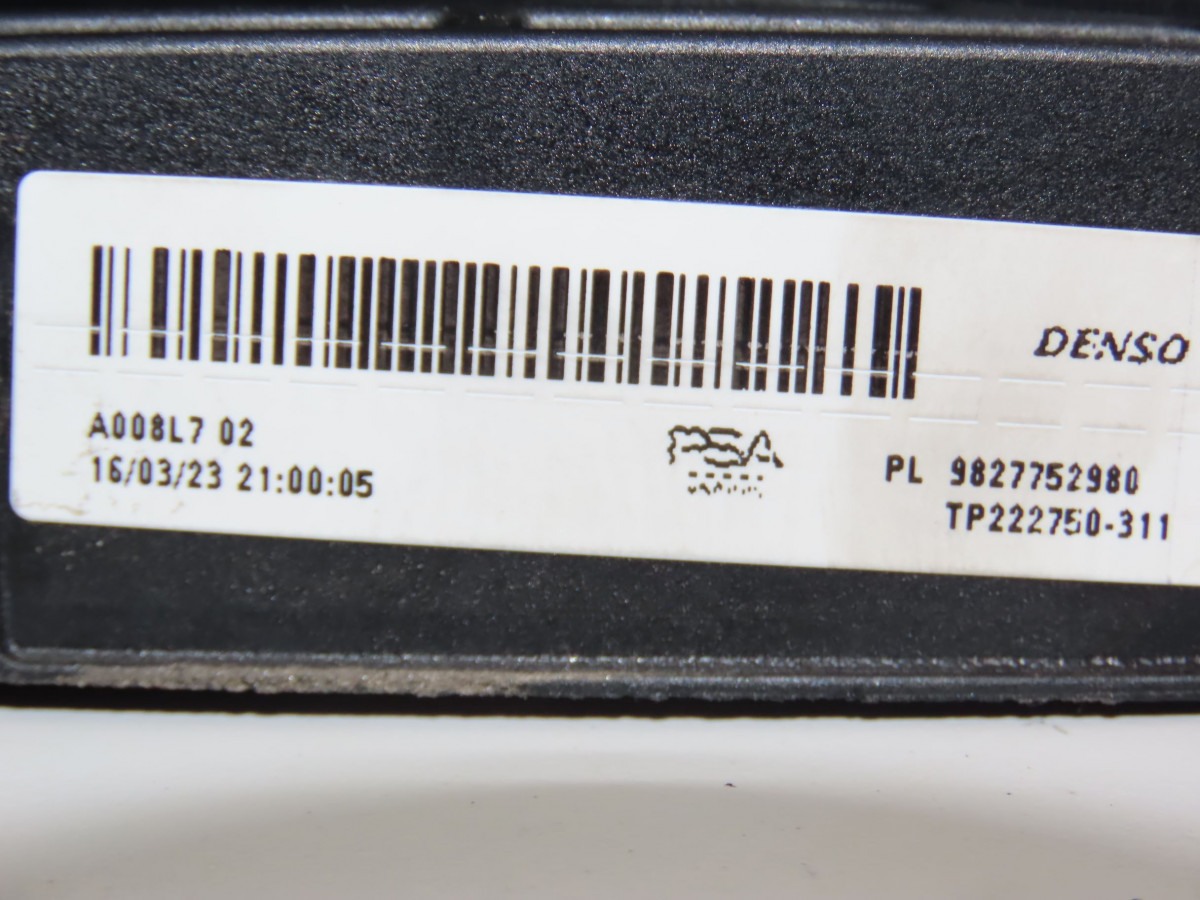 DENSO
A008L7 02
16/03/23 21:00:05
PSA
PL 9827752980
TP222750-311